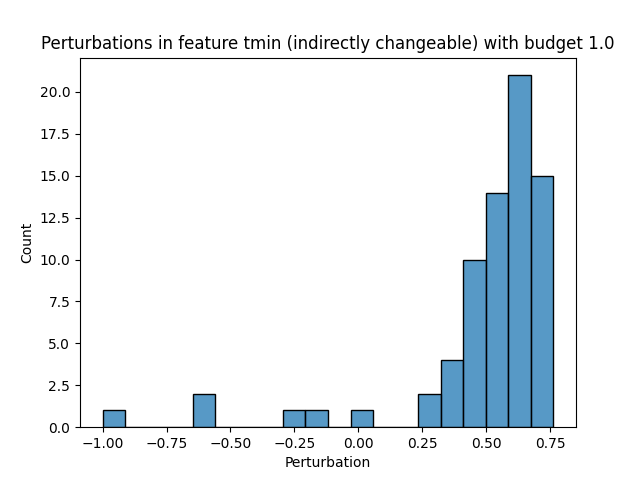 Perturbations in feature tmin (indirectly changeable) with budget 1.0
20.0
17.5
15.0
12.5
10.0
7.5
5.0
2.5
0.0
Count
−1.00 −0.75 −0.50 −0.25 0.00 0.25 0.50 0.75
Perturbation